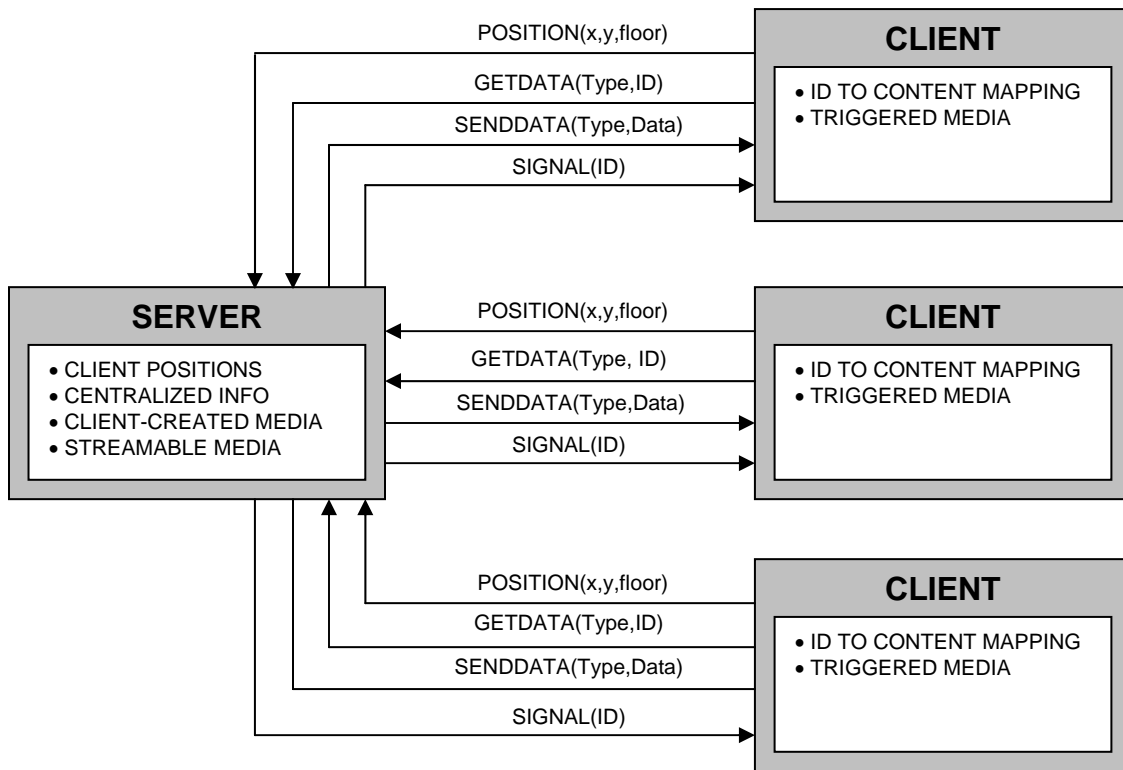 POSITION(x,y,floor)
GETDATA(Type,ID)
SENDDATA(Type,Data)
SIGNAL(ID)
CLIENT
• ID TO CONTENT MAPPING
• TRIGGERED MEDIA
SERVER
• CLIENT POSITIONS
• CENTRALIZED INFO
• CLIENT-CREATED MEDIA
• STREAMABLE MEDIA
POSITION(x,y,floor)
GETDATA(Type, ID)
SENDDATA(Type,Data)
SIGNAL(ID)
CLIENT
• ID TO CONTENT MAPPING
• TRIGGERED MEDIA
POSITION(x,y,floor)
GETDATA(Type,ID)
SENDDATA(Type,Data)
SIGNAL(ID)
CLIENT
• ID TO CONTENT MAPPING
• TRIGGERED MEDIA